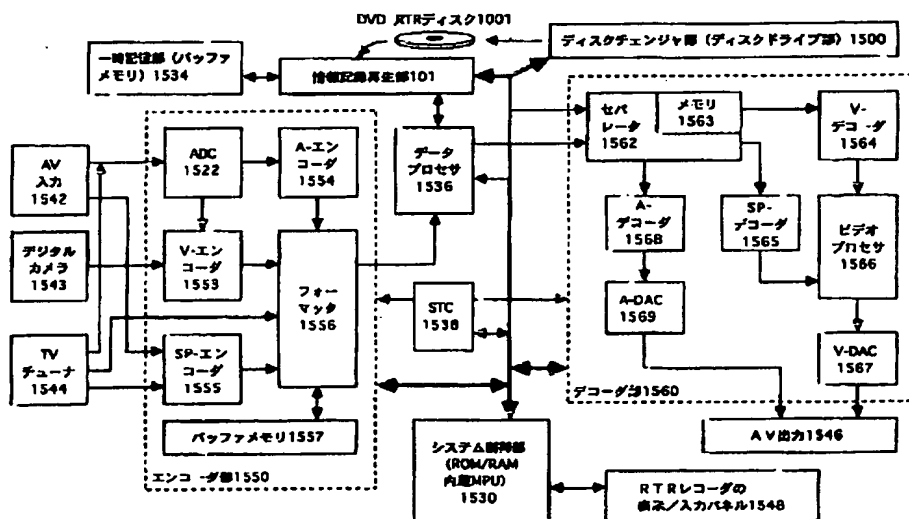 DVD RTRディスク1001
ディスクチェンジャ部（ディスクドライブ部）1500
一時記憶部（バッファ
メモリ）1534
情報記録再生部101
AV
入力
1542
デジタル
カメラ
1543
TV
チューナ
1544
ADC
1522
A-エン
コーダ
1554
V-エン
コーダ
1553
フォー
マッタ
1556
SP-エン
コーダ
1555
バッファメモリ1557
エンコーダ部1550
データ
プロセサ
1536
STC
1538
セパ
レータ
1562
メモリ
1563
V-
デコーダ
1564
A-
デコーダ
1568
SP-
デコーダ
1565
ビデオ
プロセサ
1566
A-DAC
1569
V-DAC
1567
デコーダ部1560
AV出力1546
システム制御部
(ROM/RAM
内蔵MPU)
1530
RTRレコーダの
表示／入力パネル1548